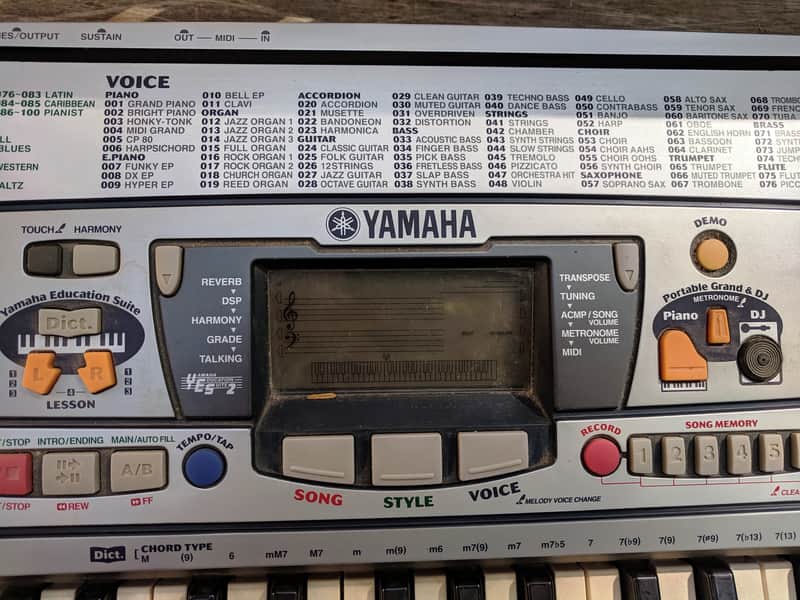 ES/OUTPUT
SUSTAIN
OUT — MIDI — IN
76-083 LATIN
84-085 CARIBBEAN
86-100 PIANIST
BLUES
WESTERN
ALTZ
VOICE
PIANO
001 GRAND PIANO
002 BRIGHT PIANO
003 HONKY-TONK
004 MIDI GRAND
005 CP 80
006 HARPSICHORD
E.PIANO
007 FUNKY EP
008 DX EP
009 HYPER EP
010 BELL EP
011 CLAVI
ORGAN
012 JAZZ ORGAN 1
013 JAZZ ORGAN 2
014 JAZZ ORGAN 3
015 FULL ORGAN
016 ROCK ORGAN 1
017 ROCK ORGAN 2
018 CHURCH ORGAN
019 REED ORGAN
ACCORDION
020 ACCORDION
021 MUSETTE
022 BANDONEON
023 HARMONICA
GUITAR
024 CLASSIC GUITAR
025 FOLK GUITAR
026 12STRINGS
027 JAZZ GUITAR
028 OCTAVE GUITAR
029 CLEAN GUITAR
030 MUTED GUITAR
031 OVERDRIVEN
032 DISTORTION
BASS
033 ACOUSTIC BASS
034 FINGER BASS
035 PICK BASS
036 FRETLESS BASS
037 SLAP BASS
038 SYNTH BASS
039 TECHNO BASS
040 DANCE BASS
STRINGS
041 STRINGS
042 CHAMBER
043 SYNTH STRINGS
044 SLOW STRINGS
045 TREMOLO
046 PIZZICATO
047 ORCHESTRA HIT
048 VIOLIN
049 CELLO
050 CONTRABASS
051 BANJO
052 HARP
CHOIR
053 CHOIR
054 CHOIR AAHS
055 CHOIR OOHS
056 SYNTH CHOIR
SAXOPHONE
057 SOPRANO SAX
058 ALTO SAX
059 TENOR SAX
060 BARITONE SAX
061 OBOE
062 ENGLISH HORN
063 BASSOON
064 CLARINET
TRUMPET
065 TRUMPET
066 MUTED TRUMPET
067 TROMBONE
068 TROM
069 FREN
070 TUBA
BRASS
071 BRASS
072 SYNT
073 JUMP
074 TECH
FLUTE
075 FLUT
076 PICC
YAMAHA
TOUCH HARMONY
Yamaha Education Suite
Dict.
L R
1 2 3
4
1 2 3
LESSON
REVERB
DSP
HARMONY
GRADE
TALKING
YAMAHA EDUCATION SUITE 2
TRANSPOSE
TUNING
ACMP/SONG VOLUME
METRONOME VOLUME
MIDI
DEMO
Portable Grand & DJ
METRONOME
Piano
DJ
T/STOP INTRO/ENDING MAIN/AUTO FILL
A/B
T/STOP REW FF
TEMPO/TAP
SONG
STYLE
VOICE
MELODY VOICE CHANGE
RECORD
SONG MEMORY
1 2 3 4 5
CLEA
Dict. [ CHORD TYPE
M (9) 6 mM7 M7 m m(9) m6 m7(9) m7 m7♭5 7 7(♭9) 7(♯9) 7(♭13) 7(13)